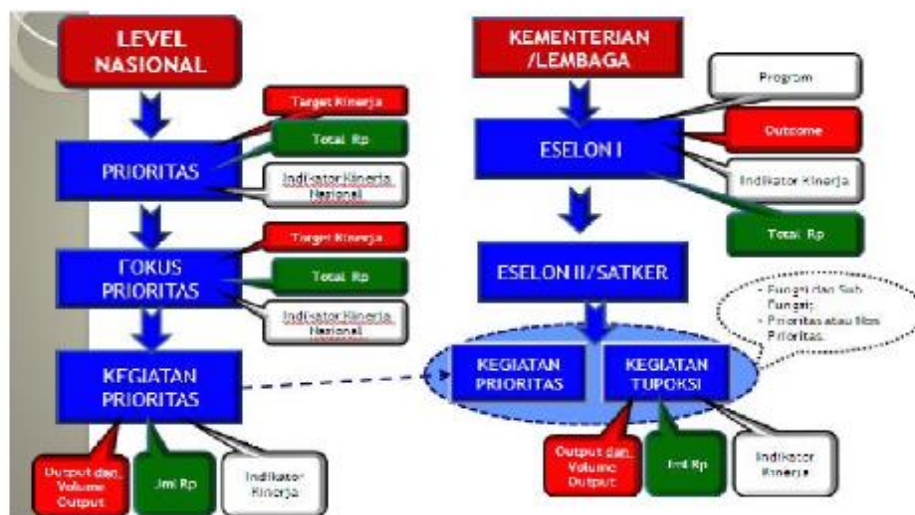 LEVEL
NASIONAL
Target Kinerja
Total Rp
PRIORITAS
Indikator Kinerja
Nasional
Target Kinerja
FOKUS
PRIORITAS
Total Rp
Indikator Kinerja
Nasional
KEGIATAN
PRIORITAS
Output dan
Volume
Output
Jml Rp
Indikator
Kinerja
KEMENTERIAN
/LEMBAGA
Program
Outcome
ESELON I
Indikator Kinerja
Total Rp
ESELON II/SATKER
- Fungsi dan Sub
Fungsi;
- Prioritas atau Non
Prioritas.
KEGIATAN
PRIORITAS
KEGIATAN
TUPOKSI
Output dan
Volume
Output
Jml Rp
Indikator
Kinerja